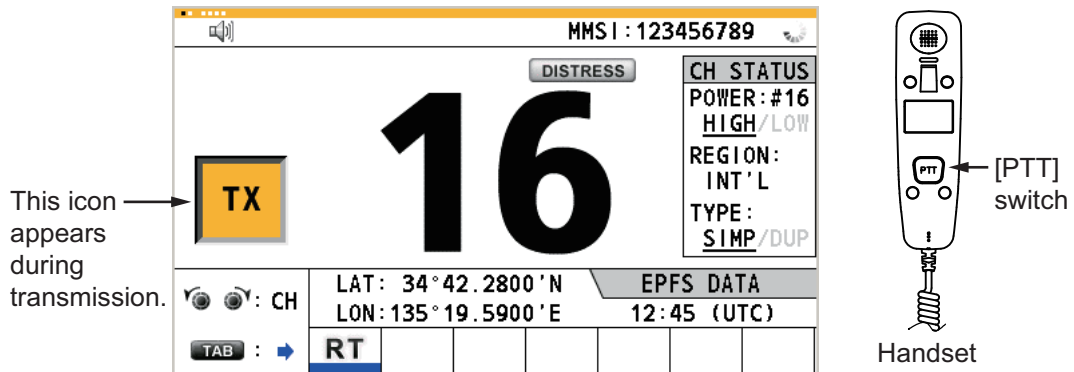 MMSI:123456789
DISTRESS
CH STATUS
POWER:#16
HIGH/LOW
REGION:
INT'L
TYPE:
SIMP/DUP
16
TX
This icon
appears
during
transmission.
: CH
LAT: 34°42.2800'N
LON:135°19.5900'E
EPFS DATA
12:45 (UTC)
TAB :
RT
PTT
[PTT]
switch
Handset